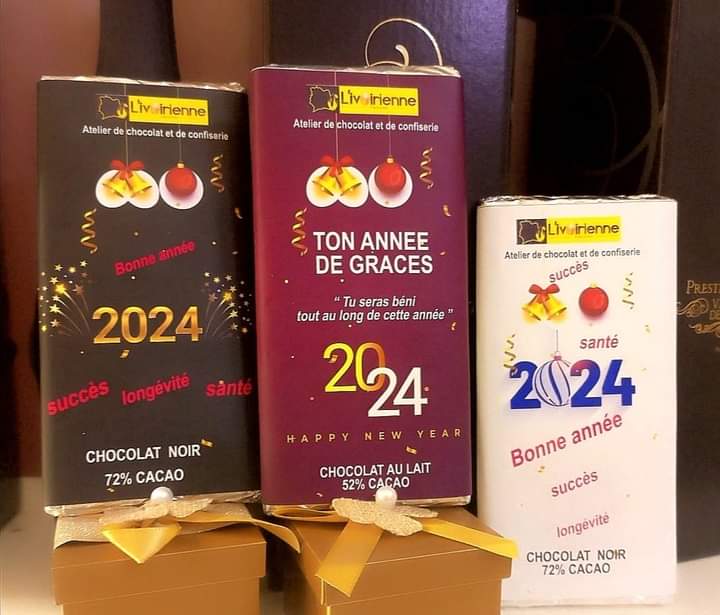 L'ivoirienne
Atelier de chocolat et de confiserie
Bonne année
2024
succès
longévité
santé
CHOCOLAT NOIR
72% CACAO
L'ivoirienne
Atelier de chocolat et de confiserie
TON ANNEE
DE GRACES
“ Tu seras béni
tout au long de cette année ”
2024
HAPPY NEW YEAR
CHOCOLAT AU LAIT
52% CACAO
L'ivoirienne
Atelier de chocolat et de confiserie
succès
santé
2024
Bonne année
succès
longévité
CHOCOLAT NOIR
72% CACAO